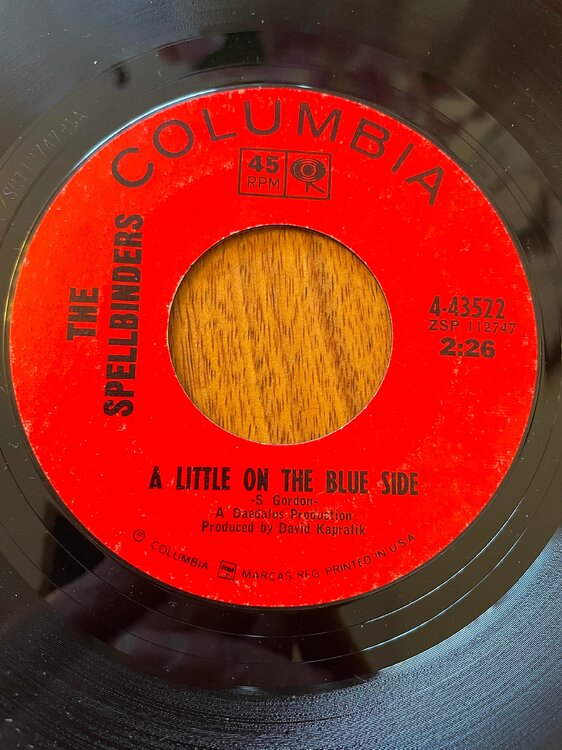 COLUMBIA
45
RPM
THE
SPELLBINDERS
4-43522
ZSP 112747
2:26
A LITTLE ON THE BLUE SIDE
-S Gordon-
A Daedalus Production
Produced by David Kapralik
Ⓟ COLUMBIA MARCAS REG PRINTED IN U.S.A.